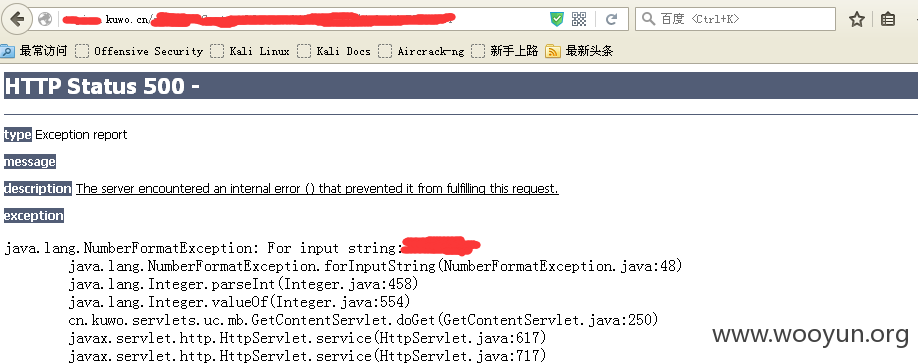 kuwo.cn/
百度 <Ctrl+K>
最常访问 Offensive Security Kali Linux Kali Docs Aircrack-ng 新手上路 最新头条
HTTP Status 500 -
type Exception report
message
description The server encountered an internal error () that prevented it from fulfilling this request.
exception
java.lang.NumberFormatException: For input string:
java.lang.NumberFormatException.forInputString(NumberFormatException.java:48)
java.lang.Integer.parseInt(Integer.java:458)
java.lang.Integer.valueOf(Integer.java:554)
cn.kuwo.servlets.uc.mb.GetContentServlet.doGet(GetContentServlet.java:250)
javax.servlet.http.HttpServlet.service(HttpServlet.java:617)
javax.servlet.http.HttpServlet.service(HttpServlet.java:717)
www.wooyun.org